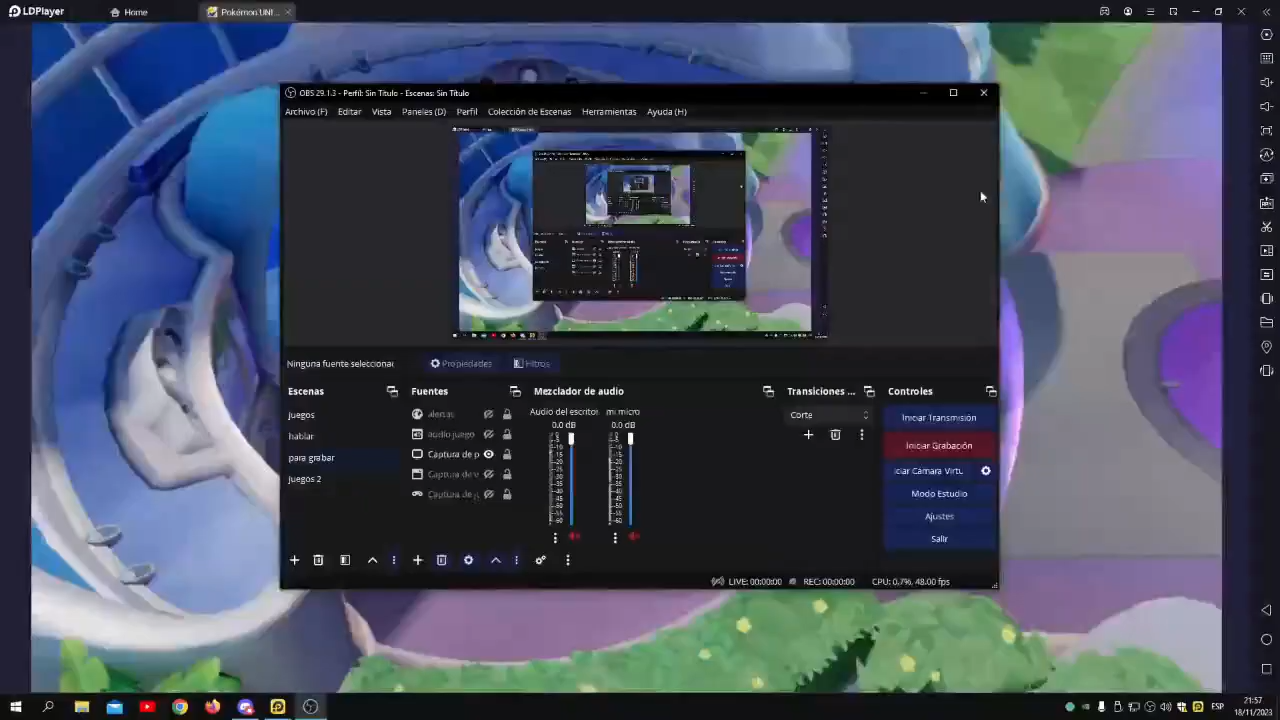 LDPlayer
Home
Pokémon UNI...
OBS 29.1.3 - Perfil: Sin Título - Escenas: Sin Título
Archivo (F)
Editar
Vista
Paneles (D)
Perfil
Colección de Escenas
Herramientas
Ayuda (H)
Ninguna fuente seleccionar
Propiedades
Filtros
Escenas
juegos
hablar
para grabar
juegos 2
Fuentes
alertas
audio juego
Captura de p
Captura de v
Captura de j
Mezclador de audio
Audio del escritor
0.0 dB
mi micro
0.0 dB
Transiciones ...
Corte
Controles
Iniciar Transmisión
Iniciar Grabación
iciar Cámara Virtu
Modo Estudio
Ajustes
Salir
LIVE: 00:00:00
REC: 00:00:00
CPU: 0.7%, 48.00 fps
ESP
21:57
18/11/2023